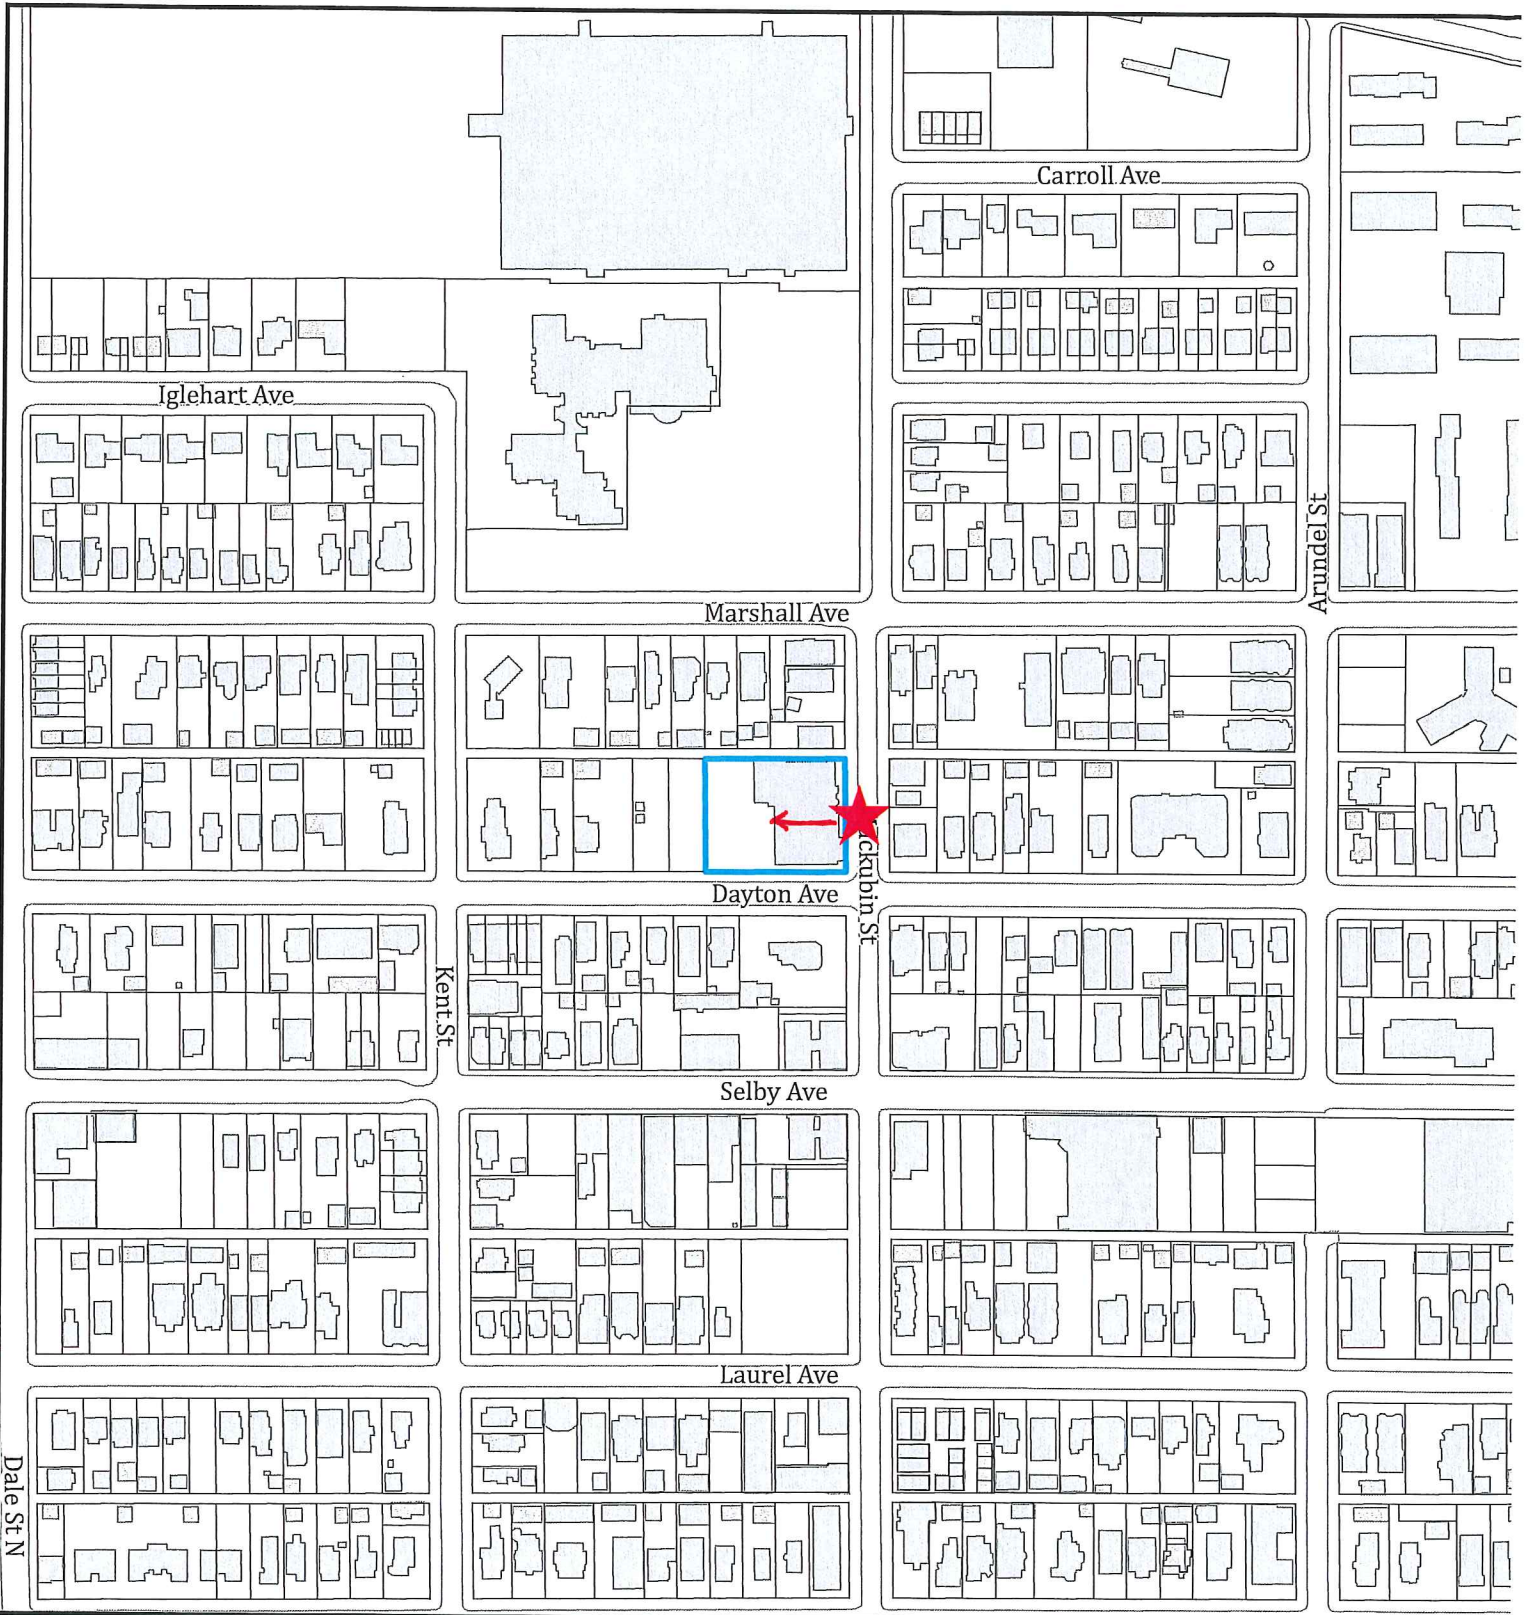 Carroll Ave
Iglehart Ave
Arundel St
Marshall Ave
ickubin St
Dayton Ave
Kent St
Selby Ave
Laurel Ave
Dale St N